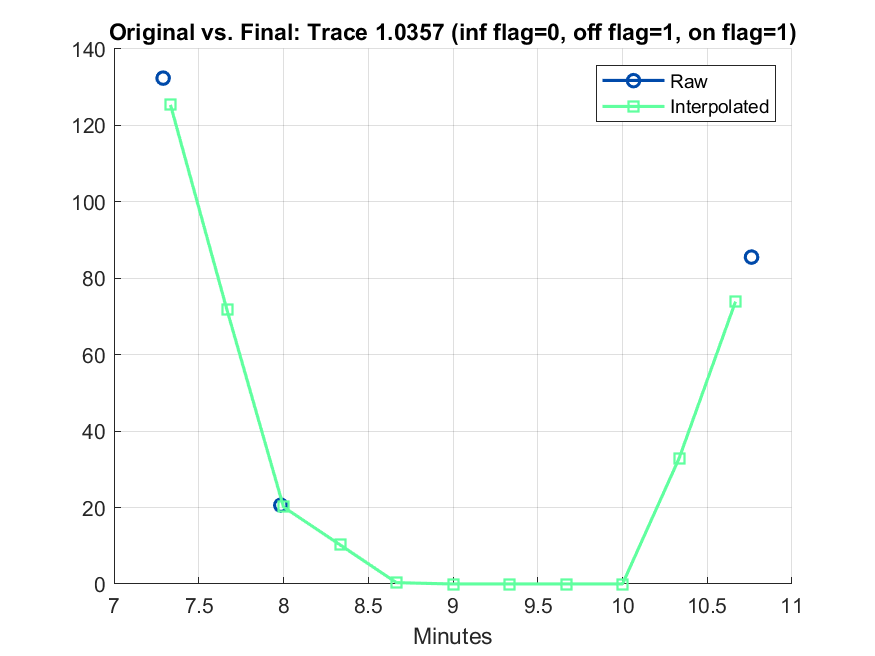 Original vs. Final: Trace 1.0357 (inf flag=0, off flag=1, on flag=1)
140
120
100
80
60
40
20
0
Raw
Interpolated
7 7.5 8 8.5 9 9.5 10 10.5 11
Minutes